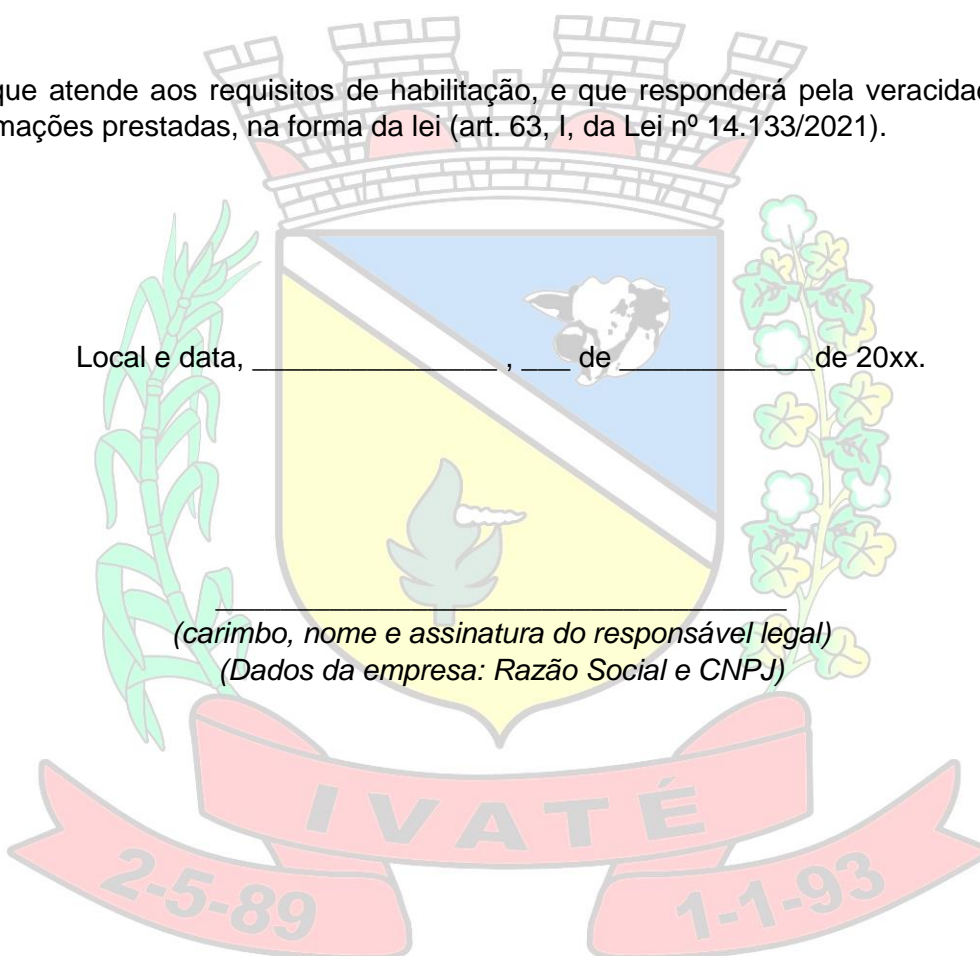 que atende aos requisitos de habilitação, e que responderá pela veracidad
mações prestadas, na forma da lei (art. 63, I, da Lei nº 14.133/2021).
Local e data, _______________ , ___ de ____________de 20xx.
___________________________________
(carimbo, nome e assinatura do responsável legal)
(Dados da empresa: Razão Social e CNPJ)
IVATÉ
2-5-89
1-1-93